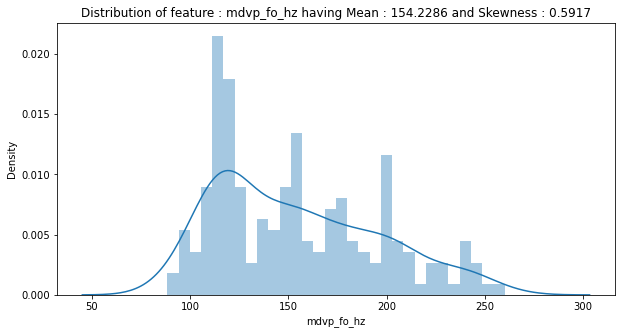 Distribution of feature : mdvp_fo_hz having Mean : 154.2286 and Skewness : 0.5917
0.020
0.015
0.010
0.005
0.000
Density
50 100 150 200 250 300
mdvp_fo_hz